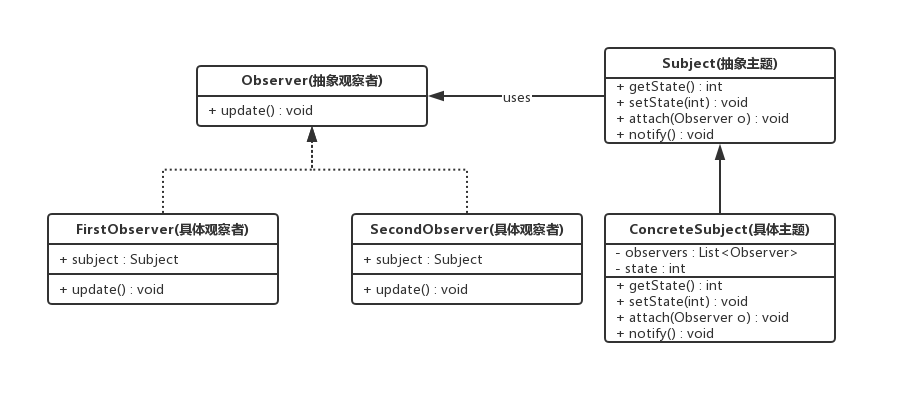 Observer(抽象观察者)
+ update() : void
uses
Subject(抽象主题)
+ getState() : int
+ setState(int) : void
+ attach(Observer o) : void
+ notify() : void
FirstObserver(具体观察者)
+ subject : Subject
+ update() : void
SecondObserver(具体观察者)
+ subject : Subject
+ update() : void
ConcreteSubject(具体主题)
- observers : List<Observer>
- state : int
+ getState() : int
+ setState(int) : void
+ attach(Observer o) : void
+ notify() : void